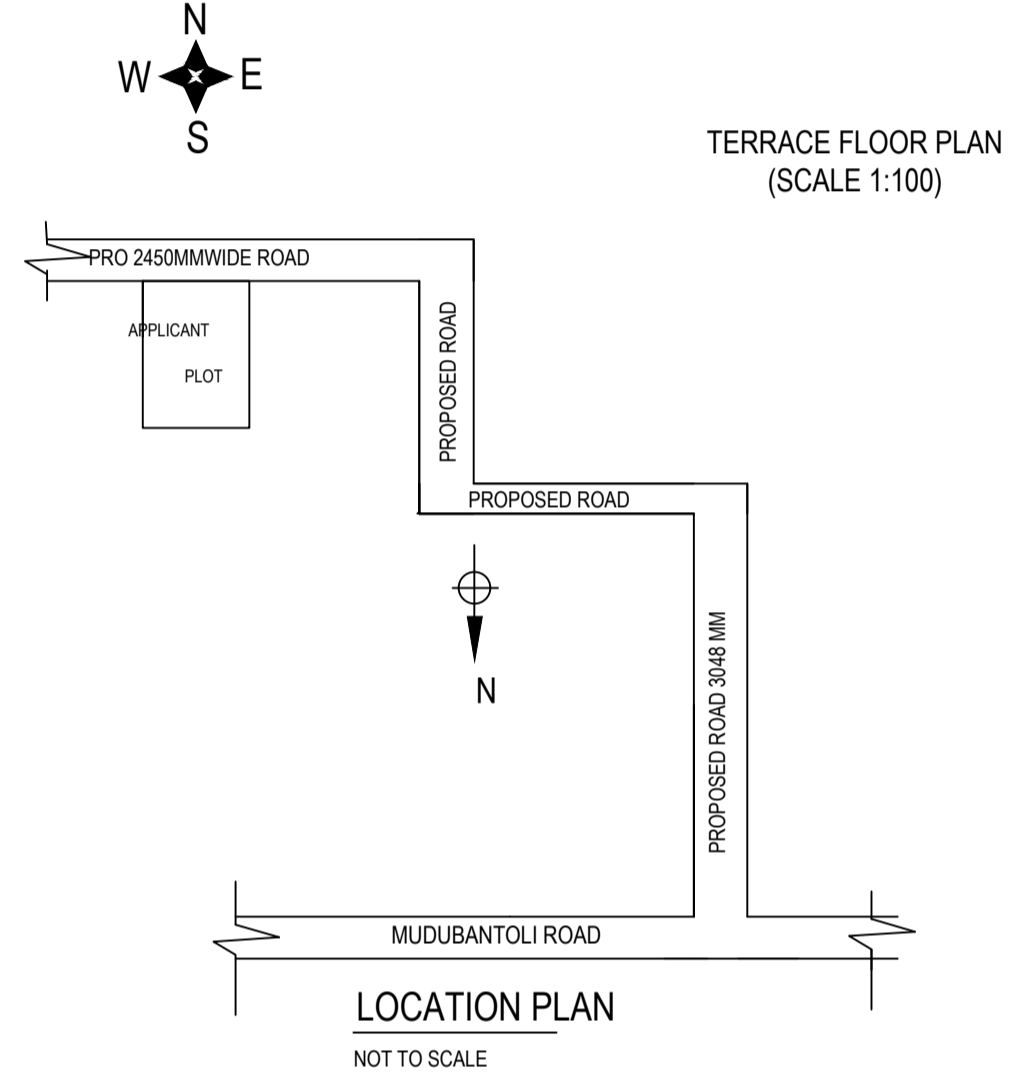 N
W E
S
TERRACE FLOOR PLAN
(SCALE 1:100)
PRO 2450MMWIDE ROAD
APPLICANT
PLOT
PROPOSED ROAD
PROPOSED ROAD
N
PROPOSED ROAD 3048 MM
MUDUBANTOLI ROAD
LOCATION PLAN
NOT TO SCALE